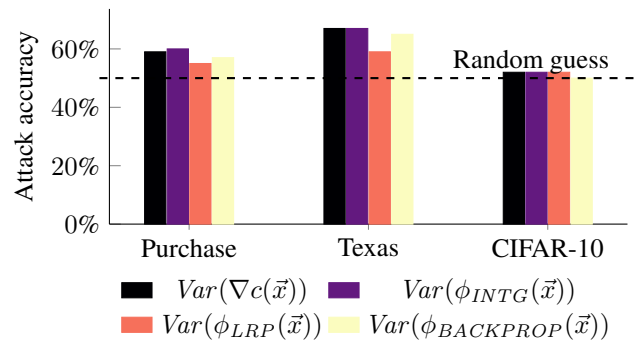 Attack accuracy
60%
40%
20%
0%
Random guess
Purchase Texas CIFAR-10
Var(∇c(x⃗)) Var(ϕ_INTG(x⃗))
Var(ϕ_LRP(x⃗)) Var(ϕ_BACKPROP(x⃗))